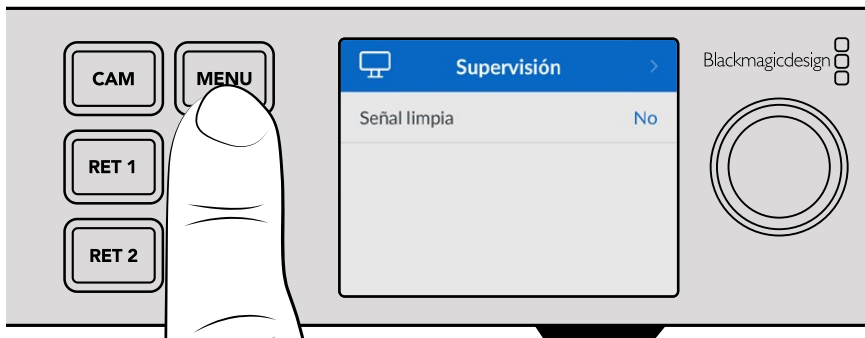 CAM
MENU
RET 1
RET 2
Supervisión
Señal limpia No
Blackmagicdesign